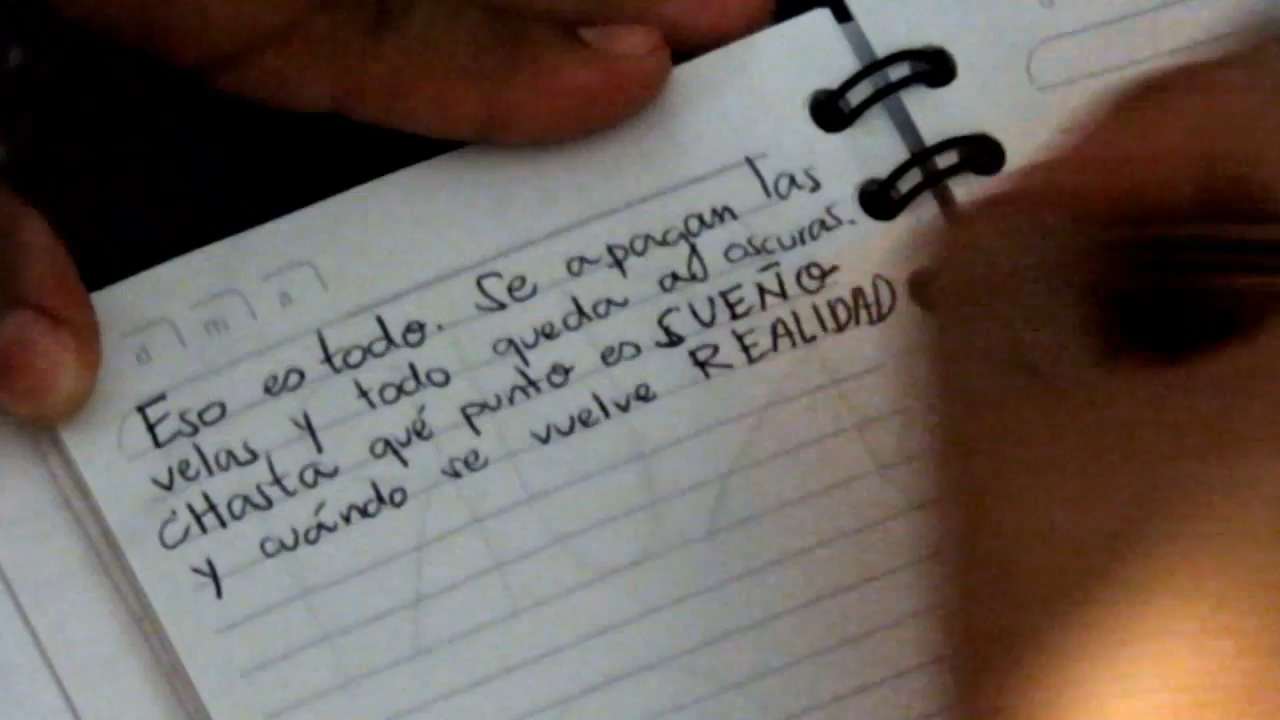 d m a
Eso es todo. Se apagan las
velas, y todo queda a oscuras.
¿Hasta qué punto es SUEÑO
y cuándo se vuelve REALIDAD